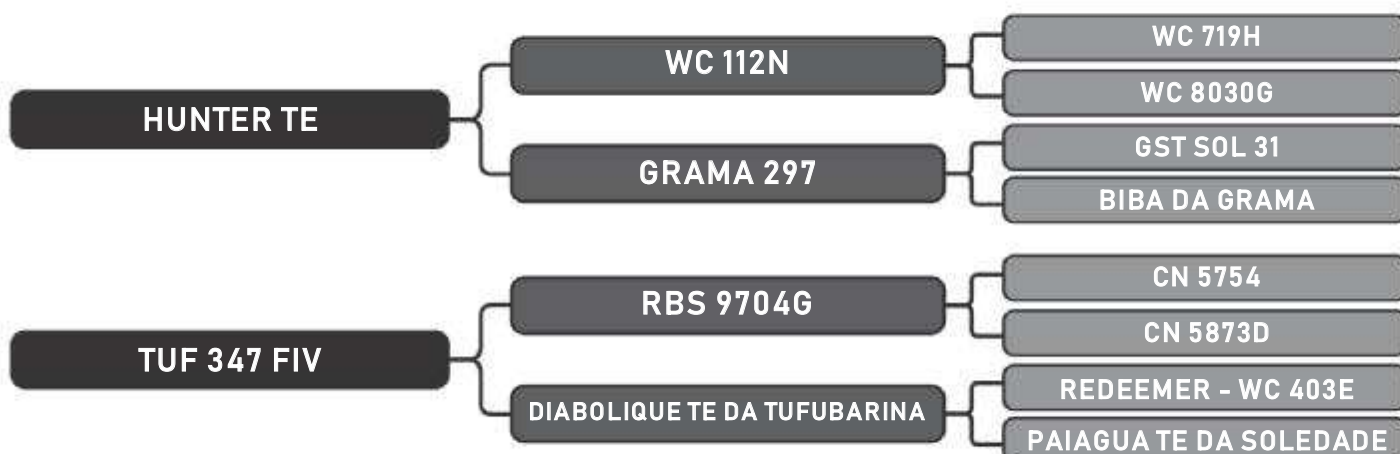 HUNTER TE
WC 112N
WC 719H
WC 8030G
GRAMA 297
GST SOL 31
BIBA DA GRAMA
TUF 347 FIV
RBS 9704G
CN 5754
CN 5873D
DIABOLIQUE TE DA TUFUBARINA
REDEEMER - WC 403E
PAIAGUA TE DA SOLEDADE